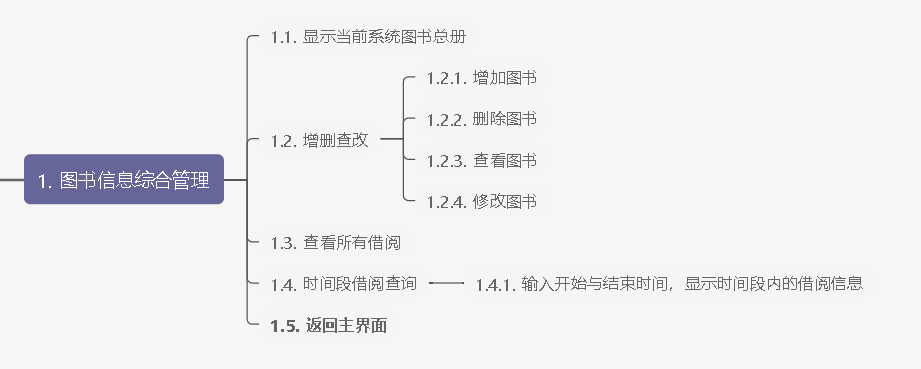 1. 图书信息综合管理
1.1. 显示当前系统图书总册
1.2. 增删查改
1.2.1. 增加图书
1.2.2. 删除图书
1.2.3. 查看图书
1.2.4. 修改图书
1.3. 查看所有借阅
1.4. 时间段借阅查询
1.4.1. 输入开始与结束时间，显示时间段内的借阅信息
1.5. 返回主界面